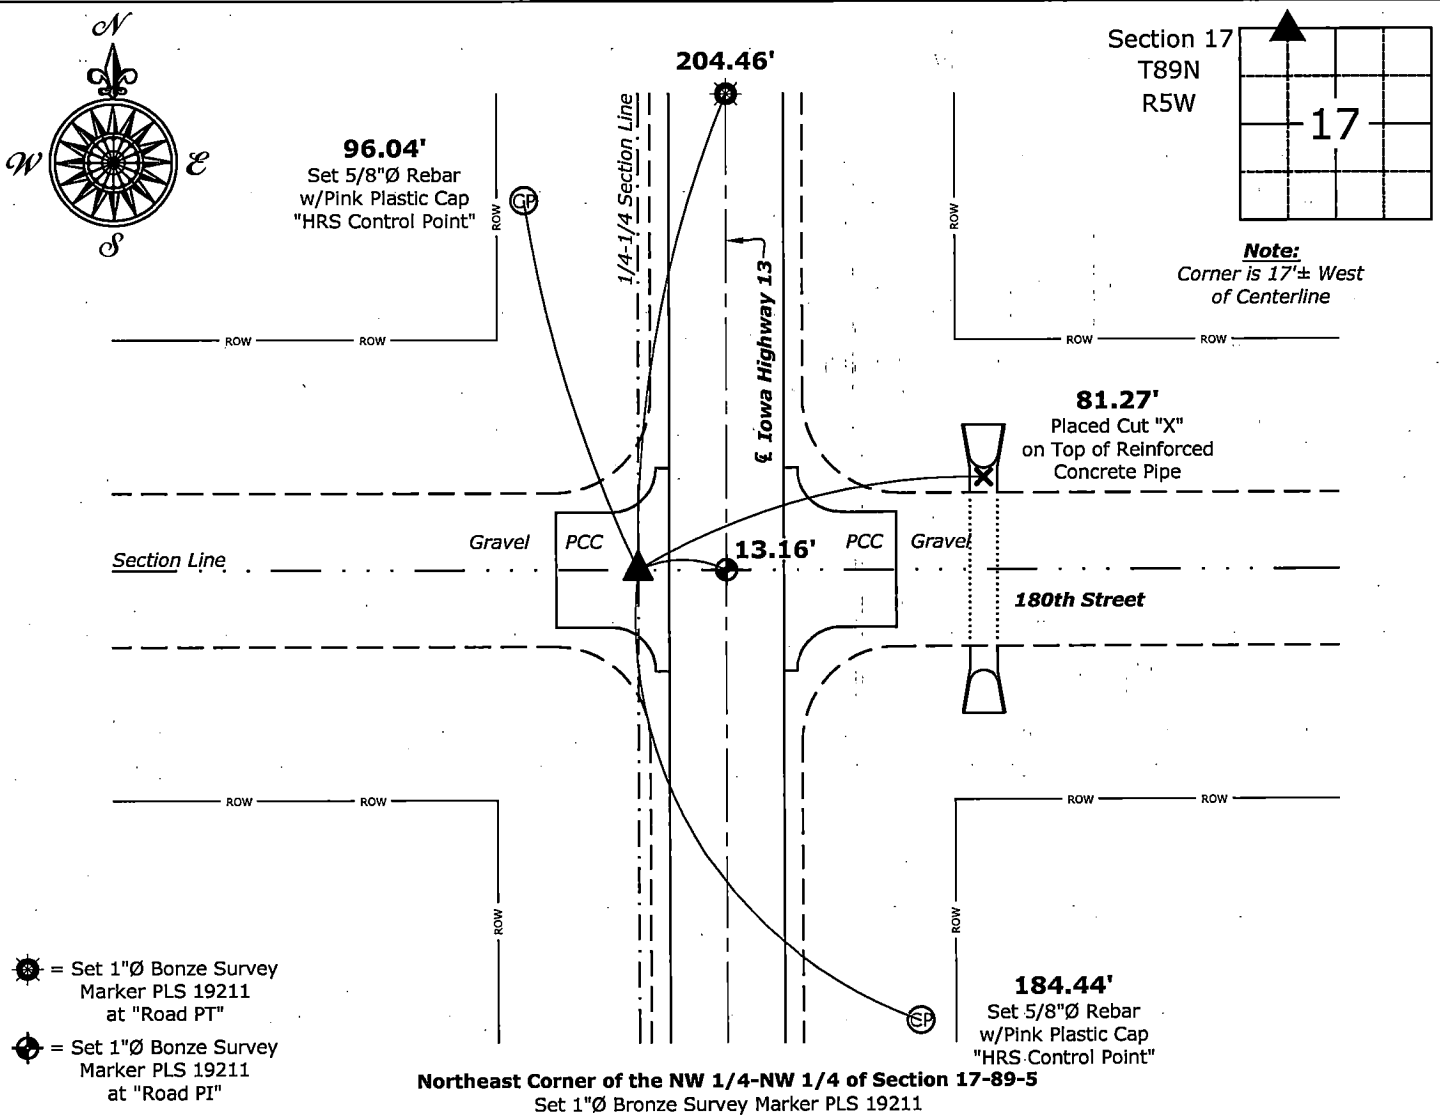 N
W
E
S
204.46'
Section 17
T89N
R5W
17
Note:
Corner is 17'± West
of Centerline
96.04'
Set 5/8"Ø Rebar
w/Pink Plastic Cap
"HRS Control Point"
CP
ROW
1/4-1/4 Section Line
℄ Iowa Highway 13
ROW
ROW
ROW
ROW
ROW
81.27'
Placed Cut "X"
on Top of Reinforced
Concrete Pipe
Section Line
Gravel
PCC
13.16'
PCC
Gravel
180th Street
ROW
ROW
ROW
ROW
ROW
ROW
= Set 1"Ø Bonze Survey
Marker PLS 19211
at "Road PT"
= Set 1"Ø Bonze Survey
Marker PLS 19211
at "Road PI"
CP
184.44'
Set 5/8"Ø Rebar
w/Pink Plastic Cap
"HRS Control Point"
Northeast Corner of the NW 1/4-NW 1/4 of Section 17-89-5
Set 1"Ø Bronze Survey Marker PLS 19211